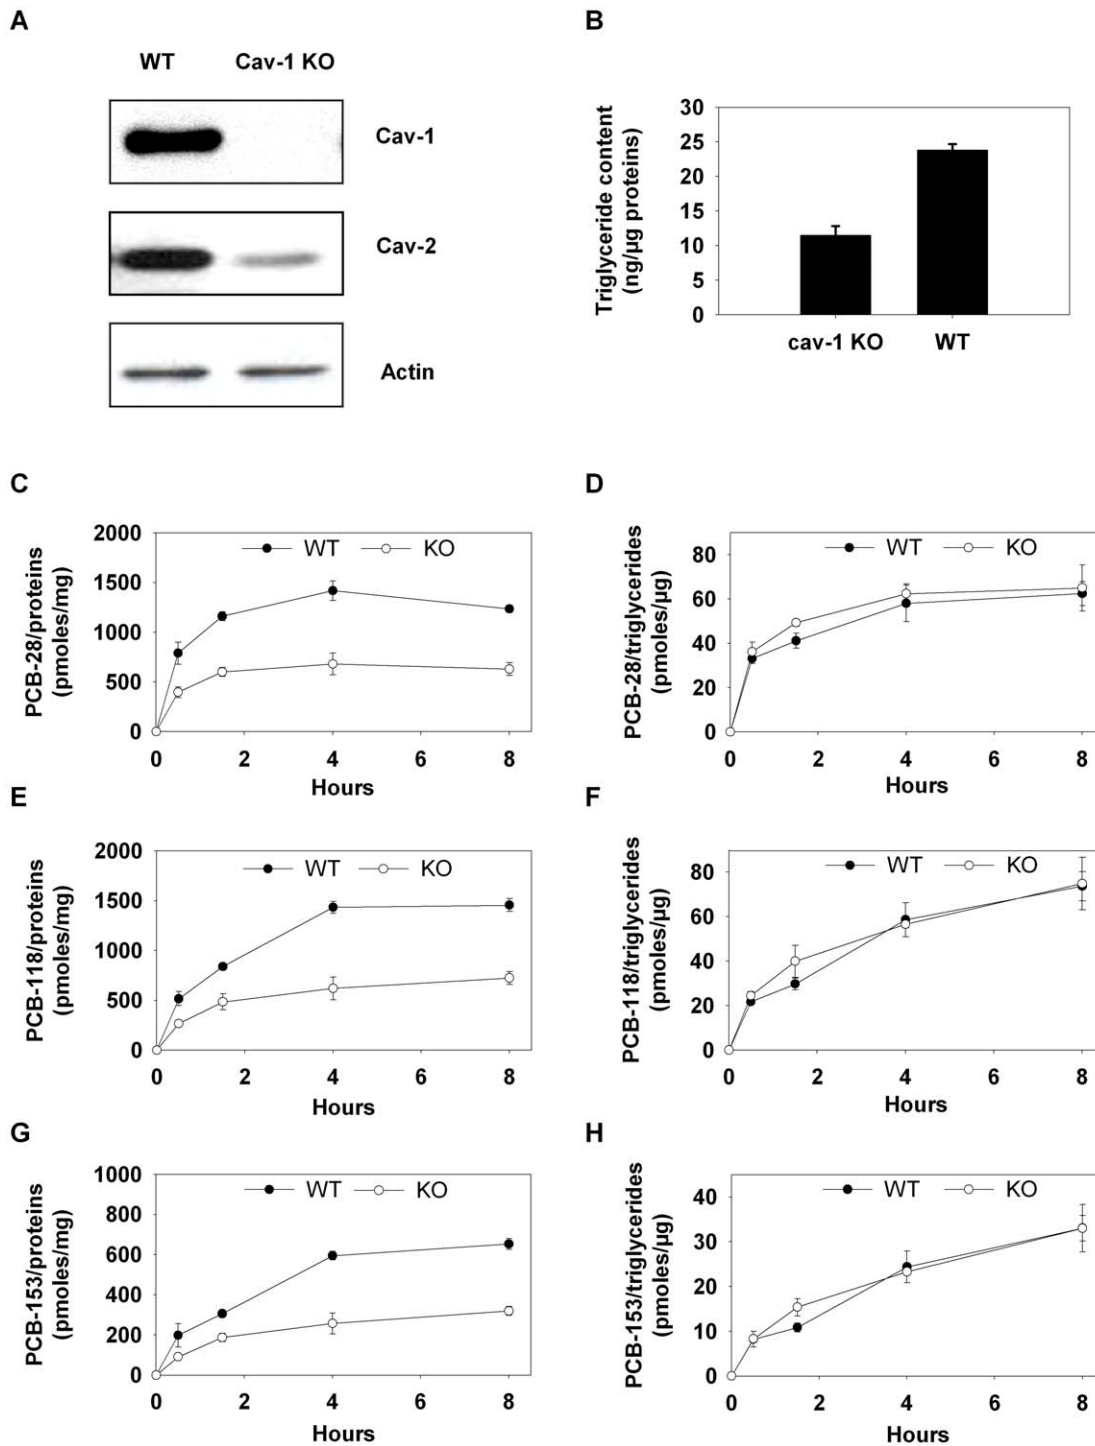 A
WT Cav-1 KO
Cav-1
Cav-2
Actin
B
Triglyceride content
(ng/µg proteins)
30
25
20
15
10
5
0
cav-1 KO WT
C
PCB-28/proteins
(pmoles/mg)
2000
1500
1000
500
0
WT KO
0 2 4 6 8
Hours
D
PCB-28/triglycerides
(pmoles/µg)
80
60
40
20
0
WT KO
0 2 4 6 8
Hours
E
PCB-118/proteins
(pmoles/mg)
2000
1500
1000
500
0
WT KO
0 2 4 6 8
Hours
F
PCB-118/triglycerides
(pmoles/µg)
80
60
40
20
0
WT KO
0 2 4 6 8
Hours
G
PCB-153/proteins
(pmoles/mg)
1000
800
600
400
200
0
WT KO
0 2 4 6 8
Hours
H
PCB-153/triglycerides
(pmoles/µg)
40
30
20
10
0
WT KO
0 2 4 6 8
Hours